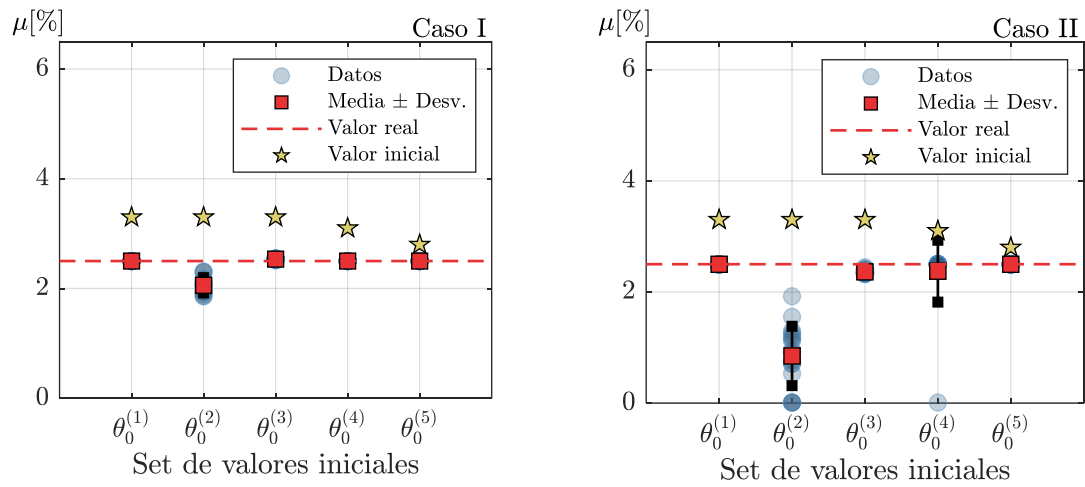 μ[%]
Caso I
6
4
2
0
Datos
Media ± Desv.
Valor real
Valor inicial
θ₀⁽¹⁾ θ₀⁽²⁾ θ₀⁽³⁾ θ₀⁽⁴⁾ θ₀⁽⁵⁾
Set de valores iniciales
μ[%]
Caso II
6
4
2
0
Datos
Media ± Desv.
Valor real
Valor inicial
θ₀⁽¹⁾ θ₀⁽²⁾ θ₀⁽³⁾ θ₀⁽⁴⁾ θ₀⁽⁵⁾
Set de valores iniciales